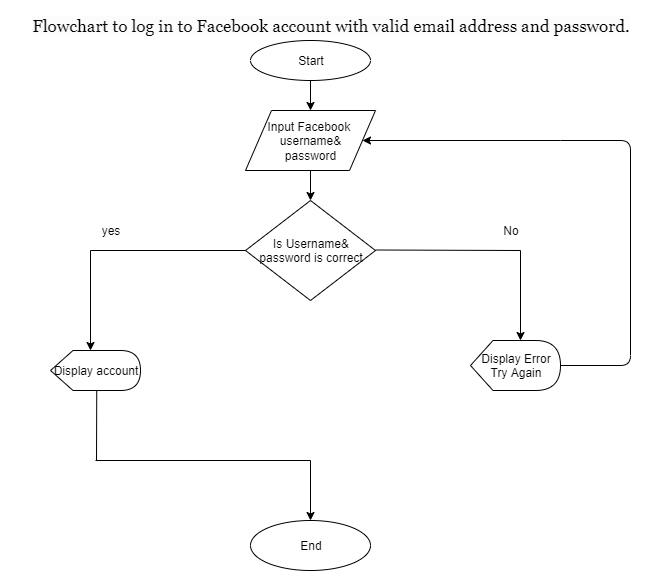 Flowchart to log in to Facebook account with valid email address and password.
Start
Input Facebook
username&
password
yes
No
Is Username&
password is correct
Display account
Display Error
Try Again
End